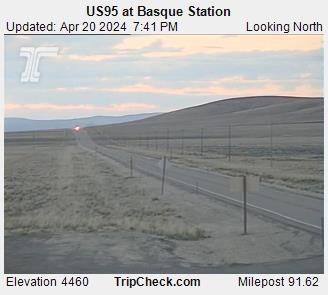 US95 at Basque Station
Updated: Apr 20 2024 7:41 PM Looking North
Elevation 4460 TripCheck.com Milepost 91.62